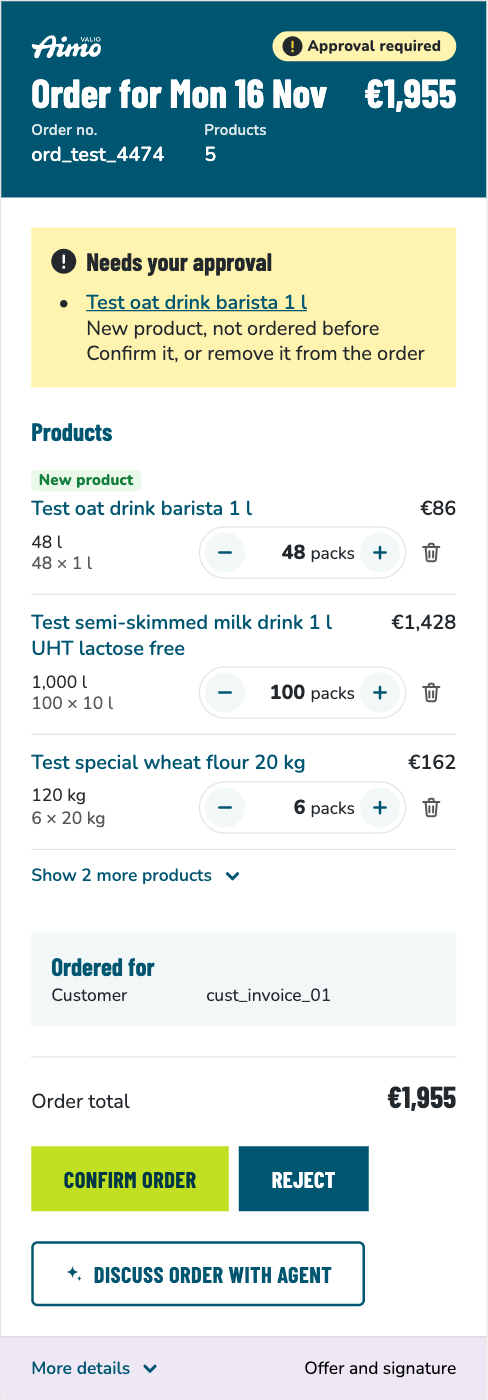 VALIO
Aimo
Approval required
Order for Mon 16 Nov €1,955
Order no. Products
ord_test_4474 5
Needs your approval
• Test oat drink barista 1 l
New product, not ordered before
Confirm it, or remove it from the order
Products
New product
Test oat drink barista 1 l €86
48 l
48 × 1 l
− 48 packs +
Test semi-skimmed milk drink 1 l €1,428
UHT lactose free
1,000 l
100 × 10 l
− 100 packs +
Test special wheat flour 20 kg €162
120 kg
6 × 20 kg
− 6 packs +
Show 2 more products
Ordered for
Customer cust_invoice_01
Order total €1,955
CONFIRM ORDER REJECT
DISCUSS ORDER WITH AGENT
More details Offer and signature